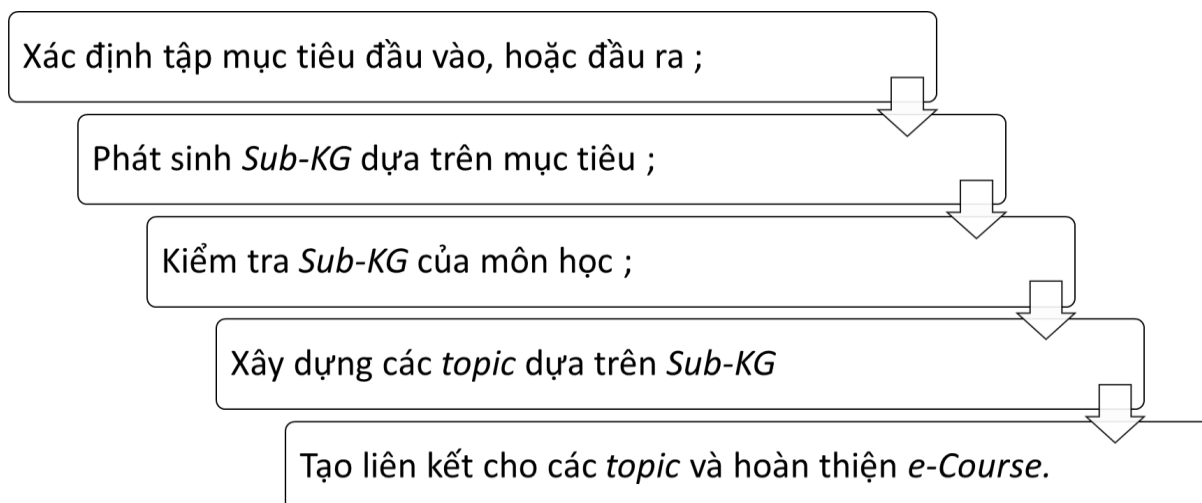 Xác định tập mục tiêu đầu vào, hoặc đầu ra ;
Phát sinh Sub-KG dựa trên mục tiêu ;
Kiểm tra Sub-KG của môn học ;
Xây dựng các topic dựa trên Sub-KG
Tạo liên kết cho các topic và hoàn thiện e-Course.